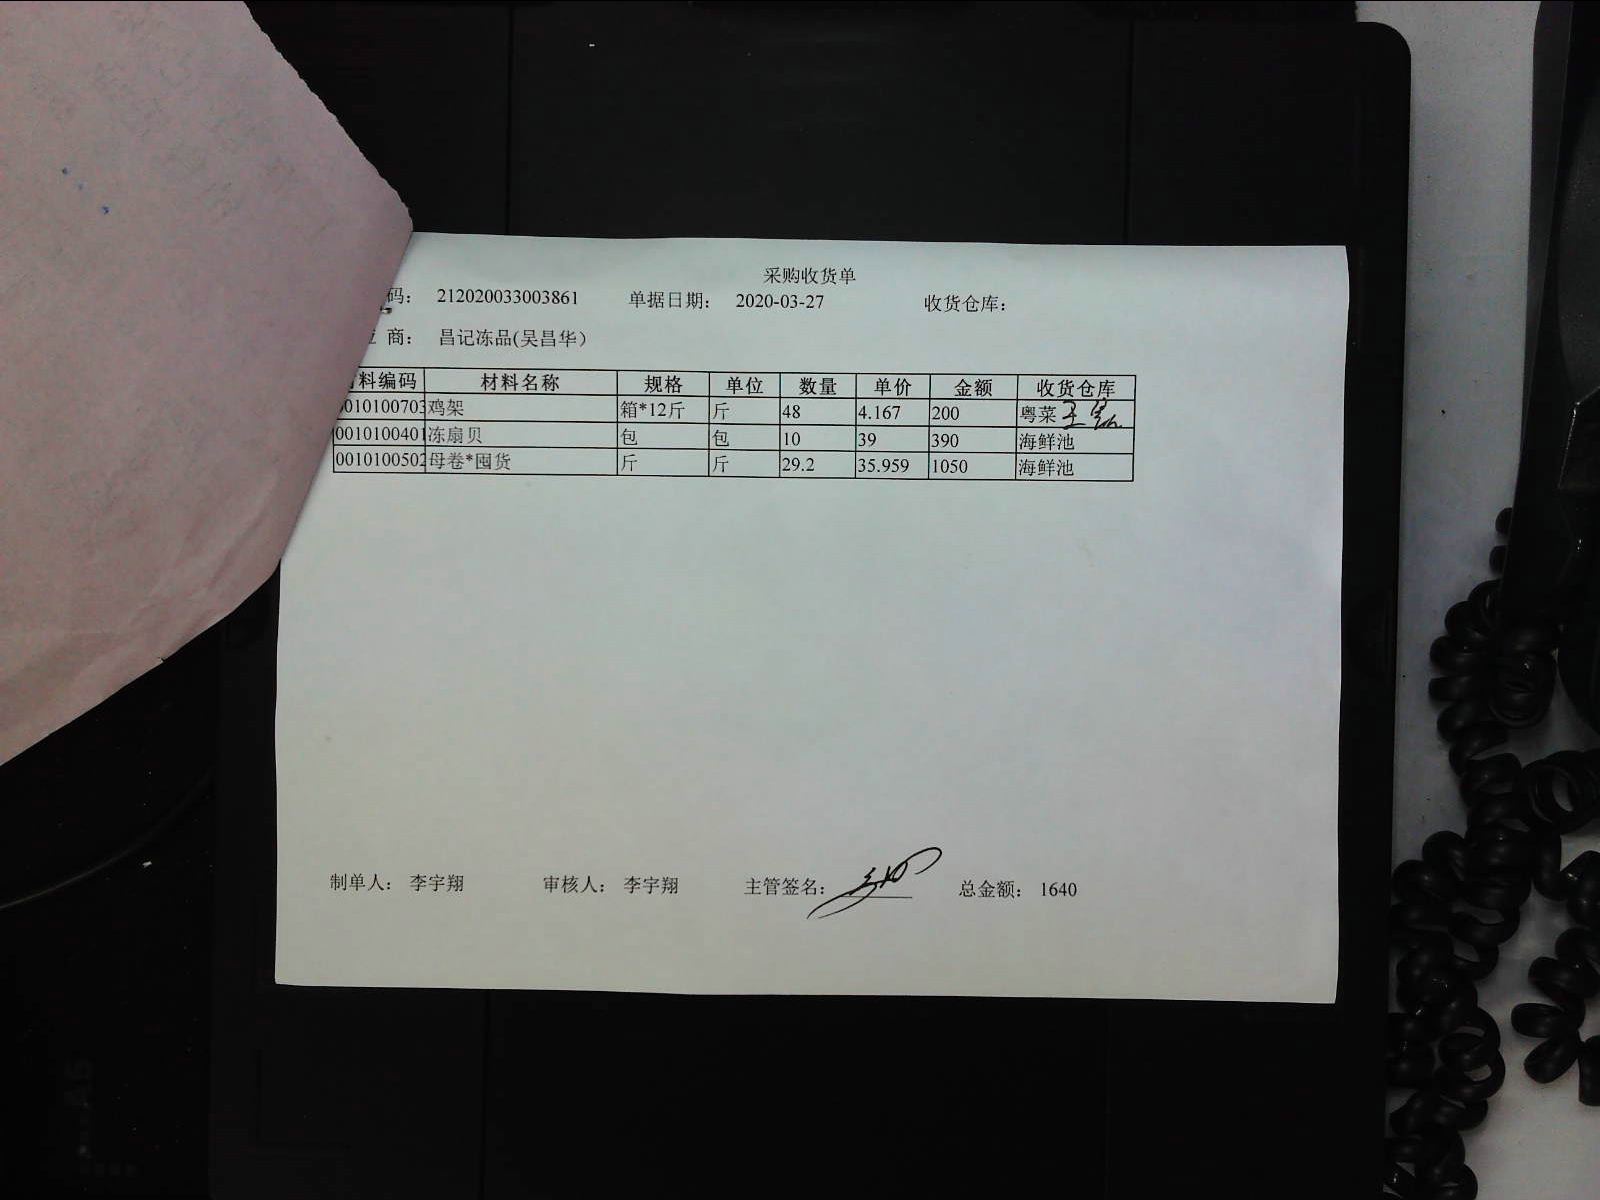 采购收货单
码： 212020033003861 单据日期： 2020-03-27 收货仓库：
商： 昌记冻品(吴昌华）
料编码 材料名称 规格 单位 数量 单价 金额 收货仓库
0010100703 鸡架 箱*12斤 斤 48 4.167 200 粤菜
0010100401 冻扇贝 包 包 10 39 390 海鲜池
0010100502 母卷*囤货 斤 斤 29.2 35.959 1050 海鲜池
制单人： 李宇翔 审核人： 李宇翔 主管签名： 总金额： 1640